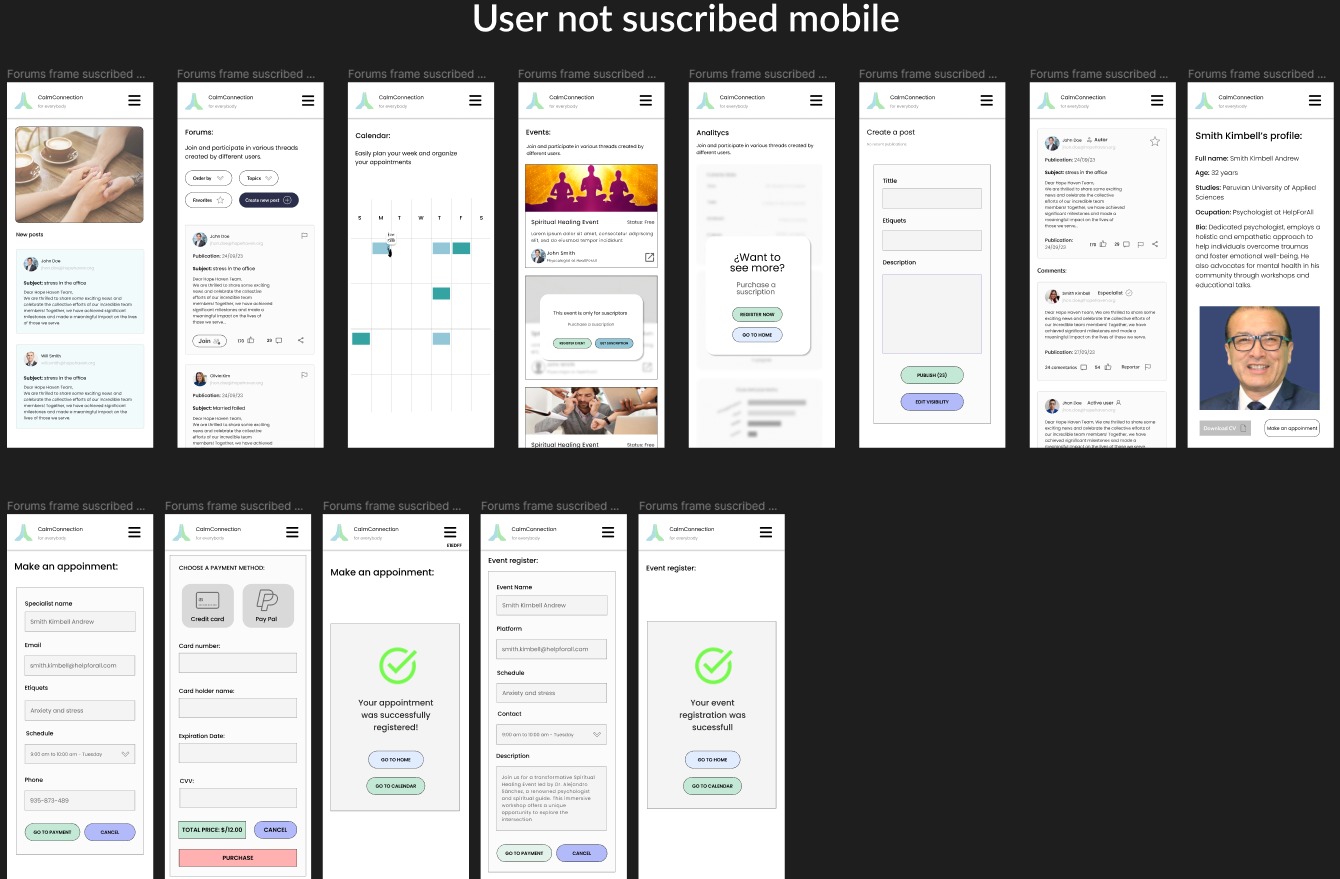 User not suscribed mobile
Forums frame suscribed ...
CalmConnection
for everybody
New posts
John Doe
Subject: stress in the office
Dear Hope Haven Team,
We are thrilled to share some exciting news and
celebrate the collective efforts of our incredible team
members! Together, we have achieved significant
milestones and made a meaningful impact on the lives
of those we serve
Will Smith
Subject: stress in the office
Dear Hope Haven Team,
We are thrilled to share some exciting news and
celebrate the collective efforts of our incredible team
members! Together, we have achieved significant
milestones and made a meaningful impact on the
lives of those we serve
Forums frame suscribed ...
CalmConnection
for everybody
Forums:
Join and participate in various threads
created by different users.
Order by
Topics
Favorites
Create new post
John Doe
Publication: 24/09/23
Subject: stress in the office
Dear Hope Haven Team,
We are thrilled to share some
exciting news and
celebrate the collective
efforts of our incredible team
members! Together, we have achieved
significant milestones and made a
meaningful impact on the lives of
those we serve...
Join
Olivia Kim
Publication: 24/09/23
Subject: Married failed
Dear Hope Haven Team,
We are thrilled to share some
exciting news and
celebrate the collective
efforts of our incredible team
members! Together, we have achieved
Forums frame suscribed ...
CalmConnection
for everybody
Calendar:
Easily plan your week and organize
your appointments
S M T W T F S
Forums frame suscribed ...
CalmConnection
for everybody
Events:
Join and participate in various threads created by
different users.
Spiritual Healing Event Status: Free
Lorem ipsum dolor sit amet, consectetur adipiscing
elit, sed do eiusmod tempor incididunt
John Smith
Physiologist at HealthForAll
This event is only for suscriptors
Purchase a suscription
REGISTER EVENT
GET SUSCRIPTION
Spiritual Healing Event Status: Free
Forums frame suscribed ...
CalmConnection
for everybody
Analitycs
Join and participate in various threads created by
different users.
¿Want to
see more?
Purchase a
suscription
REGISTER NOW
GO TO HOME
Forums frame suscribed ...
CalmConnection
for everybody
Create a post
Tittle
Etiquets
Description
PUBLISH (23)
EDIT VISIBILITY
Forums frame suscribed ...
CalmConnection
for everybody
John Doe Autor
Publication: 24/09/23
Subject: stress in the office
Dear Hope Haven Team,
We are thrilled to share some
exciting news and
celebrate the collective
efforts of our incredible team
members! Together, we have
achieved significant
milestones and made a
meaningful impact on the lives of
those we serve...
Publication:
24/09/23
Comments:
Smith Kimbell Especialist
Dear Hope Haven Team, We are thrilled to share some
exciting news and celebrate the collective efforts of
our incredible team members! Together, we have
achieved significant milestones and made a
meaningful impact on the lives of those we serve.
Publication: 27/09/23
24 comentarios
94
Reportar
Jhon Doe Active user
Dear Hope Haven Team, We are thrilled to share some
exciting news and celebrate the collective efforts of
our incredible team members! Together, we have
achieved significant milestones and made a
Forums frame suscribed ...
CalmConnection
for everybody
Smith Kimbell's profile:
Full name: Smith Kimbell Andrew
Age: 32 years
Studies: Peruvian University of Applied
Sciences
Ocupation: Psychologist at HelpForAll
Bio: Dedicated psychologist, employs a
holistic and empathetic approach to
help individuals overcome traumas
and foster emotional well-being. He
also advocates for mental health in his
community through workshops and
educational talks.
Download CV
Make an appointment
Forums frame suscribed ...
CalmConnection
for everybody
Make an appoinment:
Specialist name
Smith Kimbell Andrew
Email
smith.kimbell@helpforall.com
Etiquets
Anxiety and stress
Schedule
9:00 am to 10:00 am - Tuesday
Phone
935-873-499
GO TO PAYMENT
CANCEL
Forums frame suscribed ...
CalmConnection
for everybody
CHOOSE A PAYMENT METHOD:
Credit card
Pay Pal
Card number:
Card holder name:
Expiration Date:
CVV:
TOTAL PRICE: $/12.00
CANCEL
PURCHASE
Forums frame suscribed ...
CalmConnection
for everybody
E1EDFF
Make an appoinment:
Your appointment
was successfully
registered!
GO TO HOME
GO TO CALENDAR
Forums frame suscribed ...
CalmConnection
for everybody
Event register:
Event Name
Smith Kimbell Andrew
Platform
smith.kimbell@helpforall.com
Schedule
Anxiety and stress
Contact
9:00 am to 10:00 am - Tuesday
Description
Join us for a transformative Spiritual
Healing Event led by Dr. Alejandro
Sánchez, a renowned psychologist
and spiritual guide. This immersive
workshop offers a unique
opportunity to explore the
intersection
GO TO PAYMENT
CANCEL
Forums frame suscribed ...
CalmConnection
for everybody
Event register:
Your event
registration was
sucessfull
GO TO HOME
GO TO CALENDAR